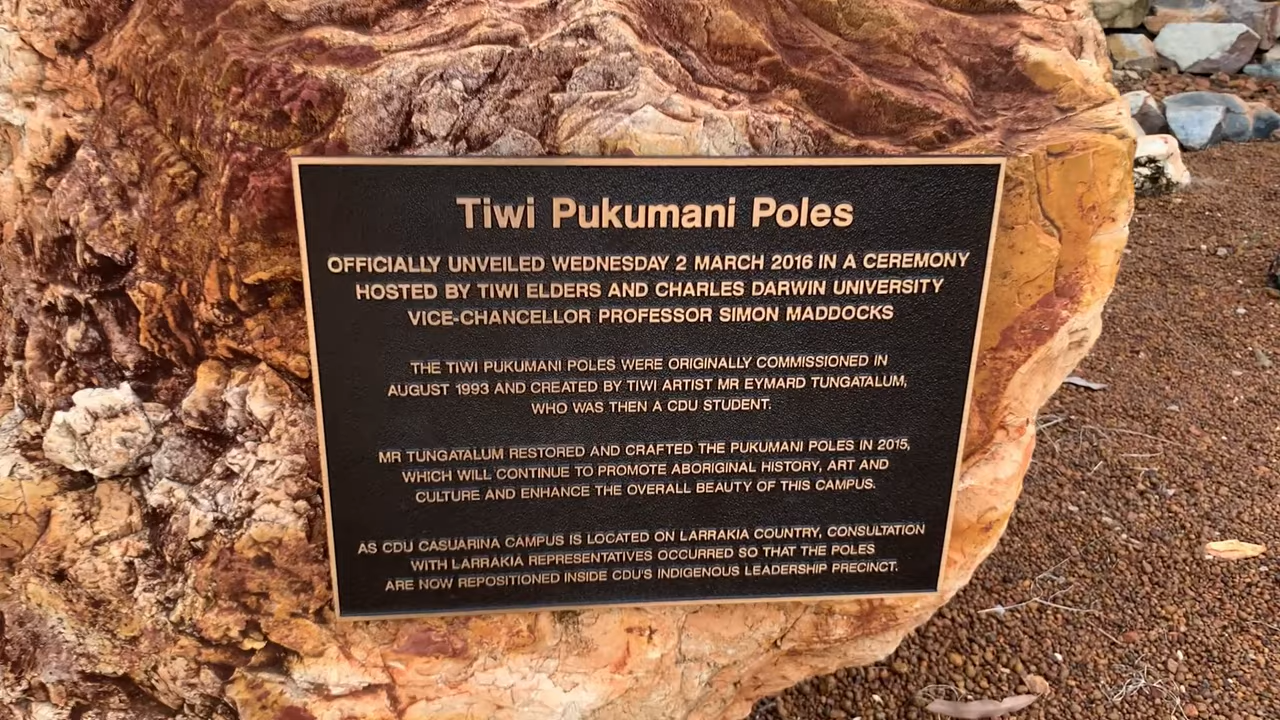 Tiwi Pukumani Poles
OFFICIALLY UNVEILED WEDNESDAY 2 MARCH 2016 IN A CEREMONY
HOSTED BY TIWI ELDERS AND CHARLES DARWIN UNIVERSITY
VICE-CHANCELLOR PROFESSOR SIMON MADDOCKS
THE TIWI PUKUMANI POLES WERE ORIGINALLY COMMISSIONED IN
AUGUST 1993 AND CREATED BY TIWI ARTIST MR EYMARD TUNGATALUM,
WHO WAS THEN A CDU STUDENT.
MR TUNGATALUM RESTORED AND CRAFTED THE PUKUMANI POLES IN 2015,
WHICH WILL CONTINUE TO PROMOTE ABORIGINAL HISTORY, ART AND
CULTURE AND ENHANCE THE OVERALL BEAUTY OF THIS CAMPUS.
AS CDU CASUARINA CAMPUS IS LOCATED ON LARRAKIA COUNTRY, CONSULTATION
WITH LARRAKIA REPRESENTATIVES OCCURRED SO THAT THE POLES
ARE NOW REPOSITIONED INSIDE CDU'S INDIGENOUS LEADERSHIP PRECINCT.